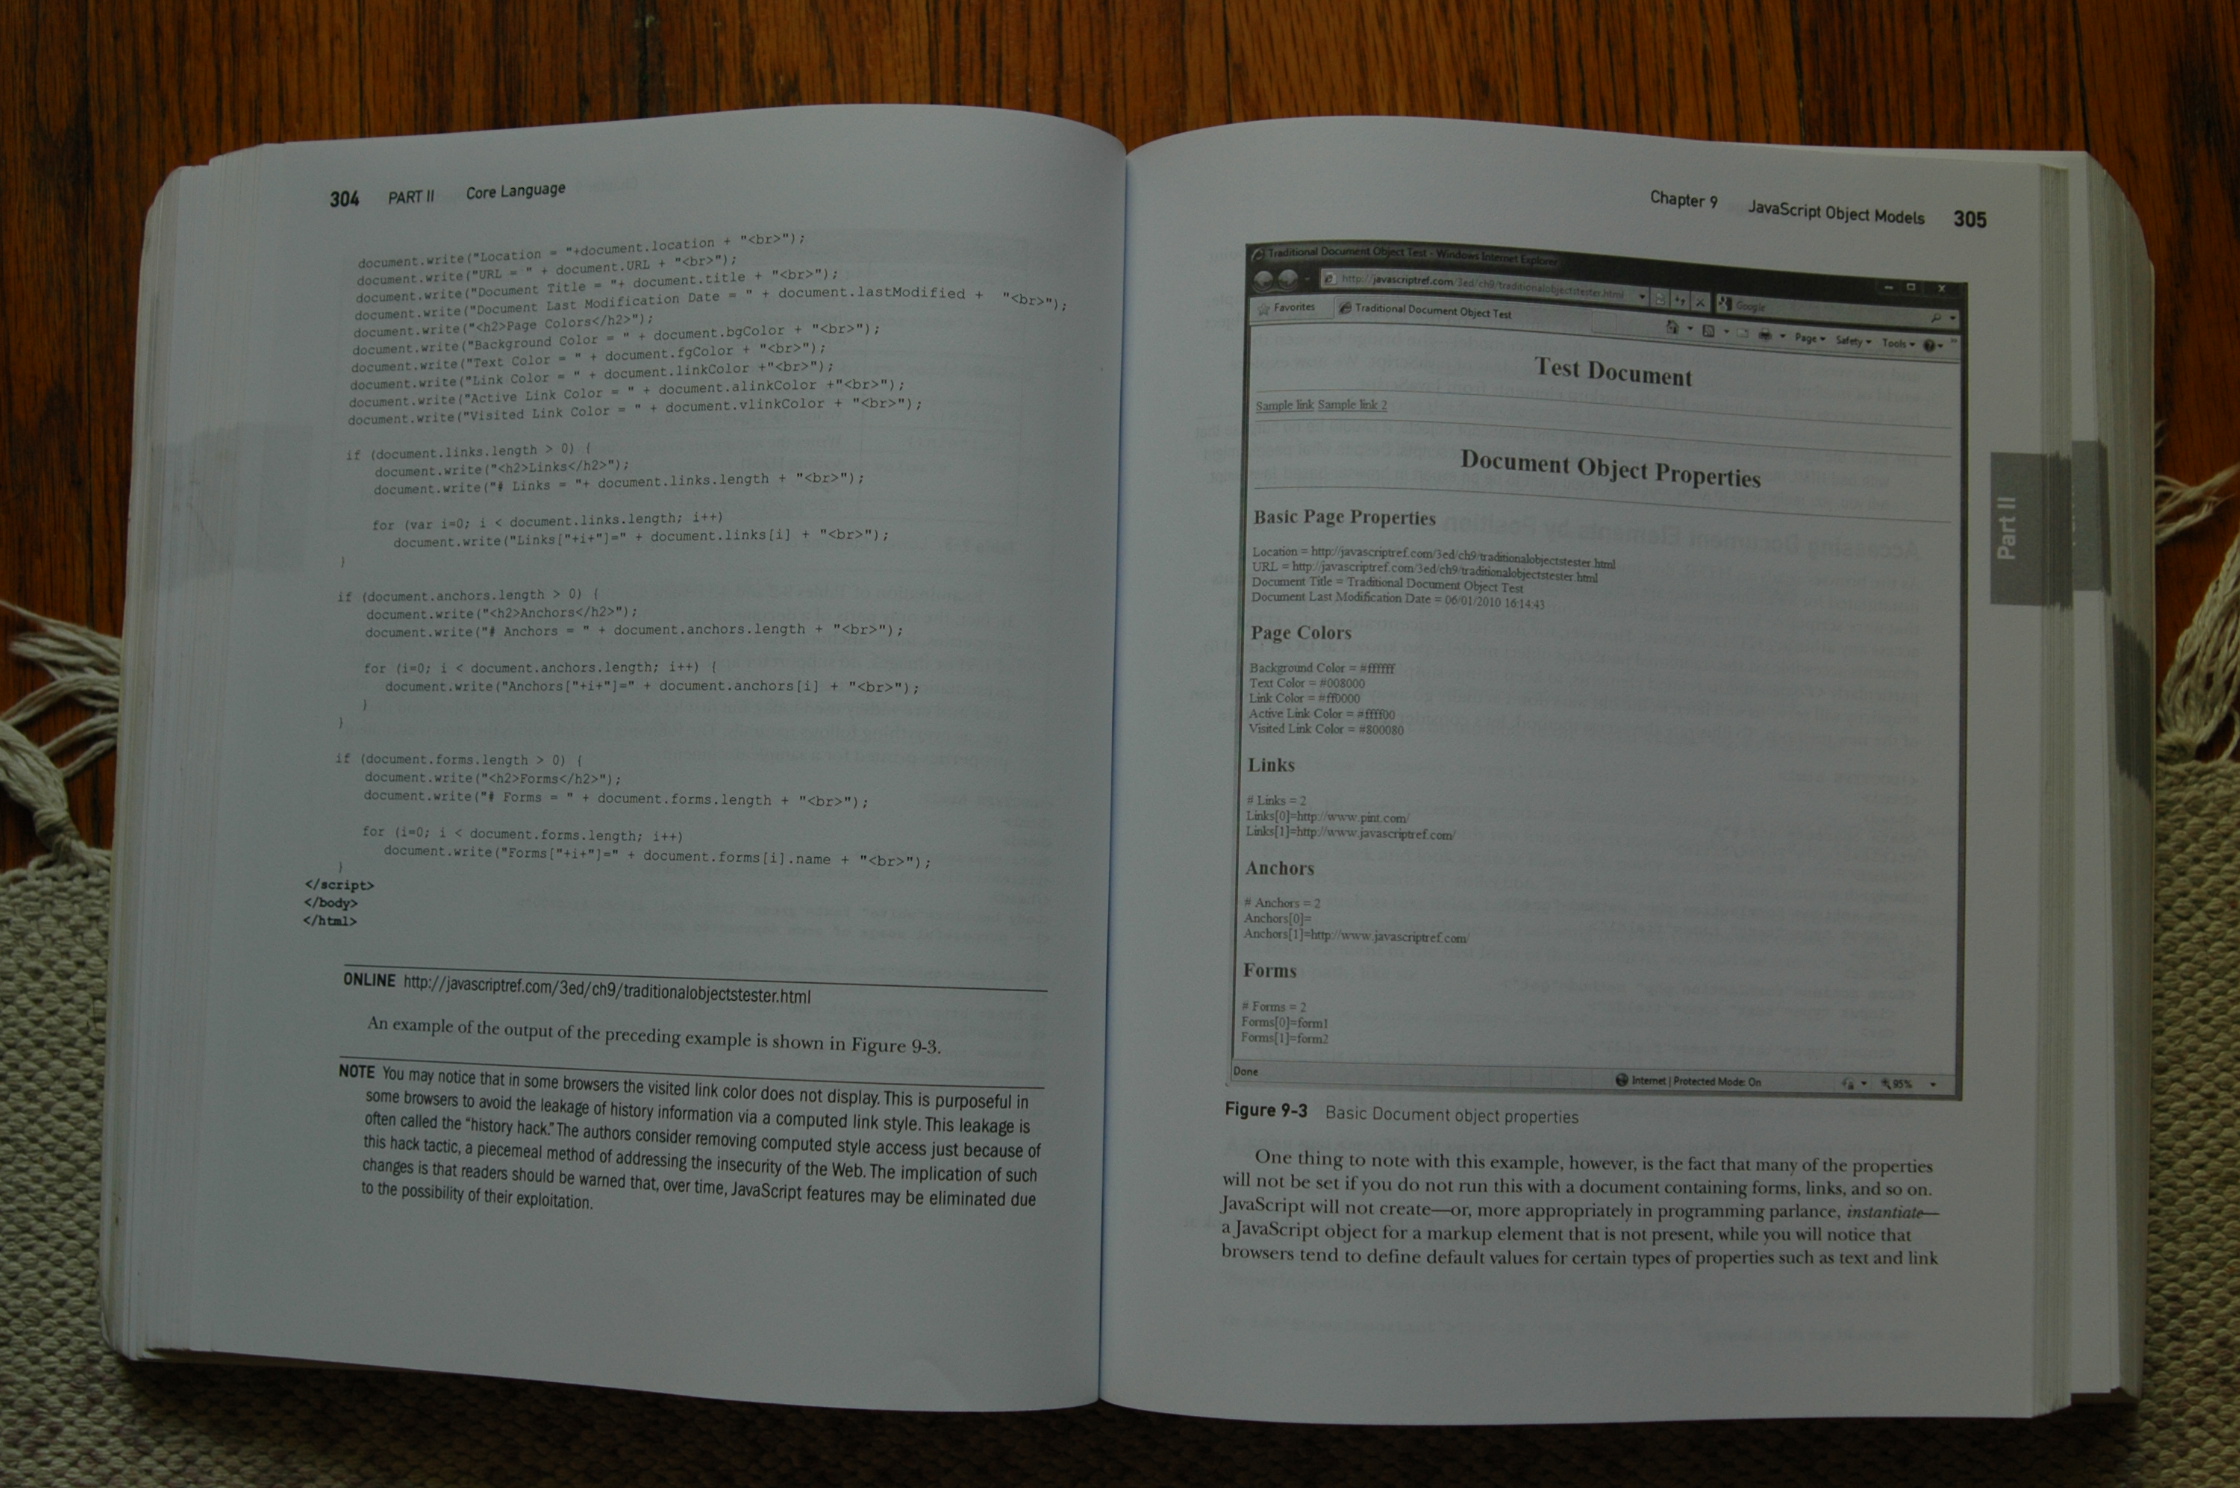 304 PART II Core Language
document.write("Location = "+document.location + "<br>");
document.write("URL = " + document.URL + "<br>");
document.write("Document Title = "+ document.title + "<br>");
document.write("Document Last Modification Date = " + document.lastModified + "<br>");
document.write("<h2>Page Colors</h2>");
document.write("Background Color = " + document.bgColor + "<br>");
document.write("Text Color = " + document.fgColor + "<br>");
document.write("Link Color = " + document.linkColor +"<br>");
document.write("Active Link Color = " + document.alinkColor +"<br>");
document.write("Visited Link Color = " + document.vlinkColor + "<br>");
if (document.links.length > 0) {
document.write("<h2>Links</h2>");
document.write("# Links = "+ document.links.length + "<br>");
for (var i=0; i < document.links.length; i++)
document.write("Links["+i+"]=" + document.links[i] + "<br>");
}
if (document.anchors.length > 0) {
document.write("<h2>Anchors</h2>");
document.write("# Anchors = " + document.anchors.length + "<br>");
for (i=0; i < document.anchors.length; i++) {
document.write("Anchors["+i+"]=" + document.anchors[i] + "<br>");
}
}
if (document.forms.length > 0) {
document.write("<h2>Forms</h2>");
document.write("# Forms = " + document.forms.length + "<br>");
for (i=0; i < document.forms.length; i++)
document.write("Forms["+i+"]=" + document.forms[i].name + "<br>");
}
</script>
</body>
</html>
ONLINE http://javascriptref.com/3ed/ch9/traditionalobjectstester.html
An example of the output of the preceding example is shown in Figure 9-3.
NOTE You may notice that in some browsers the visited link color does not display. This is purposeful in
some browsers to avoid the leakage of history information via a computed link style. This leakage is
often called the "history hack." The authors consider removing computed style access just because of
this hack tactic, a piecemeal method of addressing the insecurity of the Web. The implication of such
changes is that readers should be warned that, over time, JavaScript features may be eliminated due
to the possibility of their exploitation.
Chapter 9 JavaScript Object Models 305
Traditional Document Object Test - Windows Internet Explorer
http://javascriptref.com/3ed/ch9/traditionalobjectstester.html Google
Favorites Traditional Document Object Test
Page Safety Tools
Test Document
Sample link Sample link 2
Document Object Properties
Basic Page Properties
Location = http://javascriptref.com/3ed/ch9/traditionalobjectstester.html
URL = http://javascriptref.com/3ed/ch9/traditionalobjectstester.html
Document Title = Traditional Document Object Test
Document Last Modification Date = 06/01/2010 16:14:43
Page Colors
Background Color = #ffffff
Text Color = #008000
Link Color = #ff0000
Active Link Color = #ffff00
Visited Link Color = #800080
Links
# Links = 2
Links[0]=http://www.pint.com/
Links[1]=http://www.javascriptref.com/
Anchors
# Anchors = 2
Anchors[0]=
Anchors[1]=http://www.javascriptref.com/
Forms
# Forms = 2
Forms[0]=form1
Forms[1]=form2
Done Internet | Protected Mode: On 95%
Figure 9-3 Basic Document object properties
One thing to note with this example, however, is the fact that many of the properties
will not be set if you do not run this with a document containing forms, links, and so on.
JavaScript will not create—or, more appropriately in programming parlance, instantiate—
a JavaScript object for a markup element that is not present, while you will notice that
browsers tend to define default values for certain types of properties such as text and link
Part II